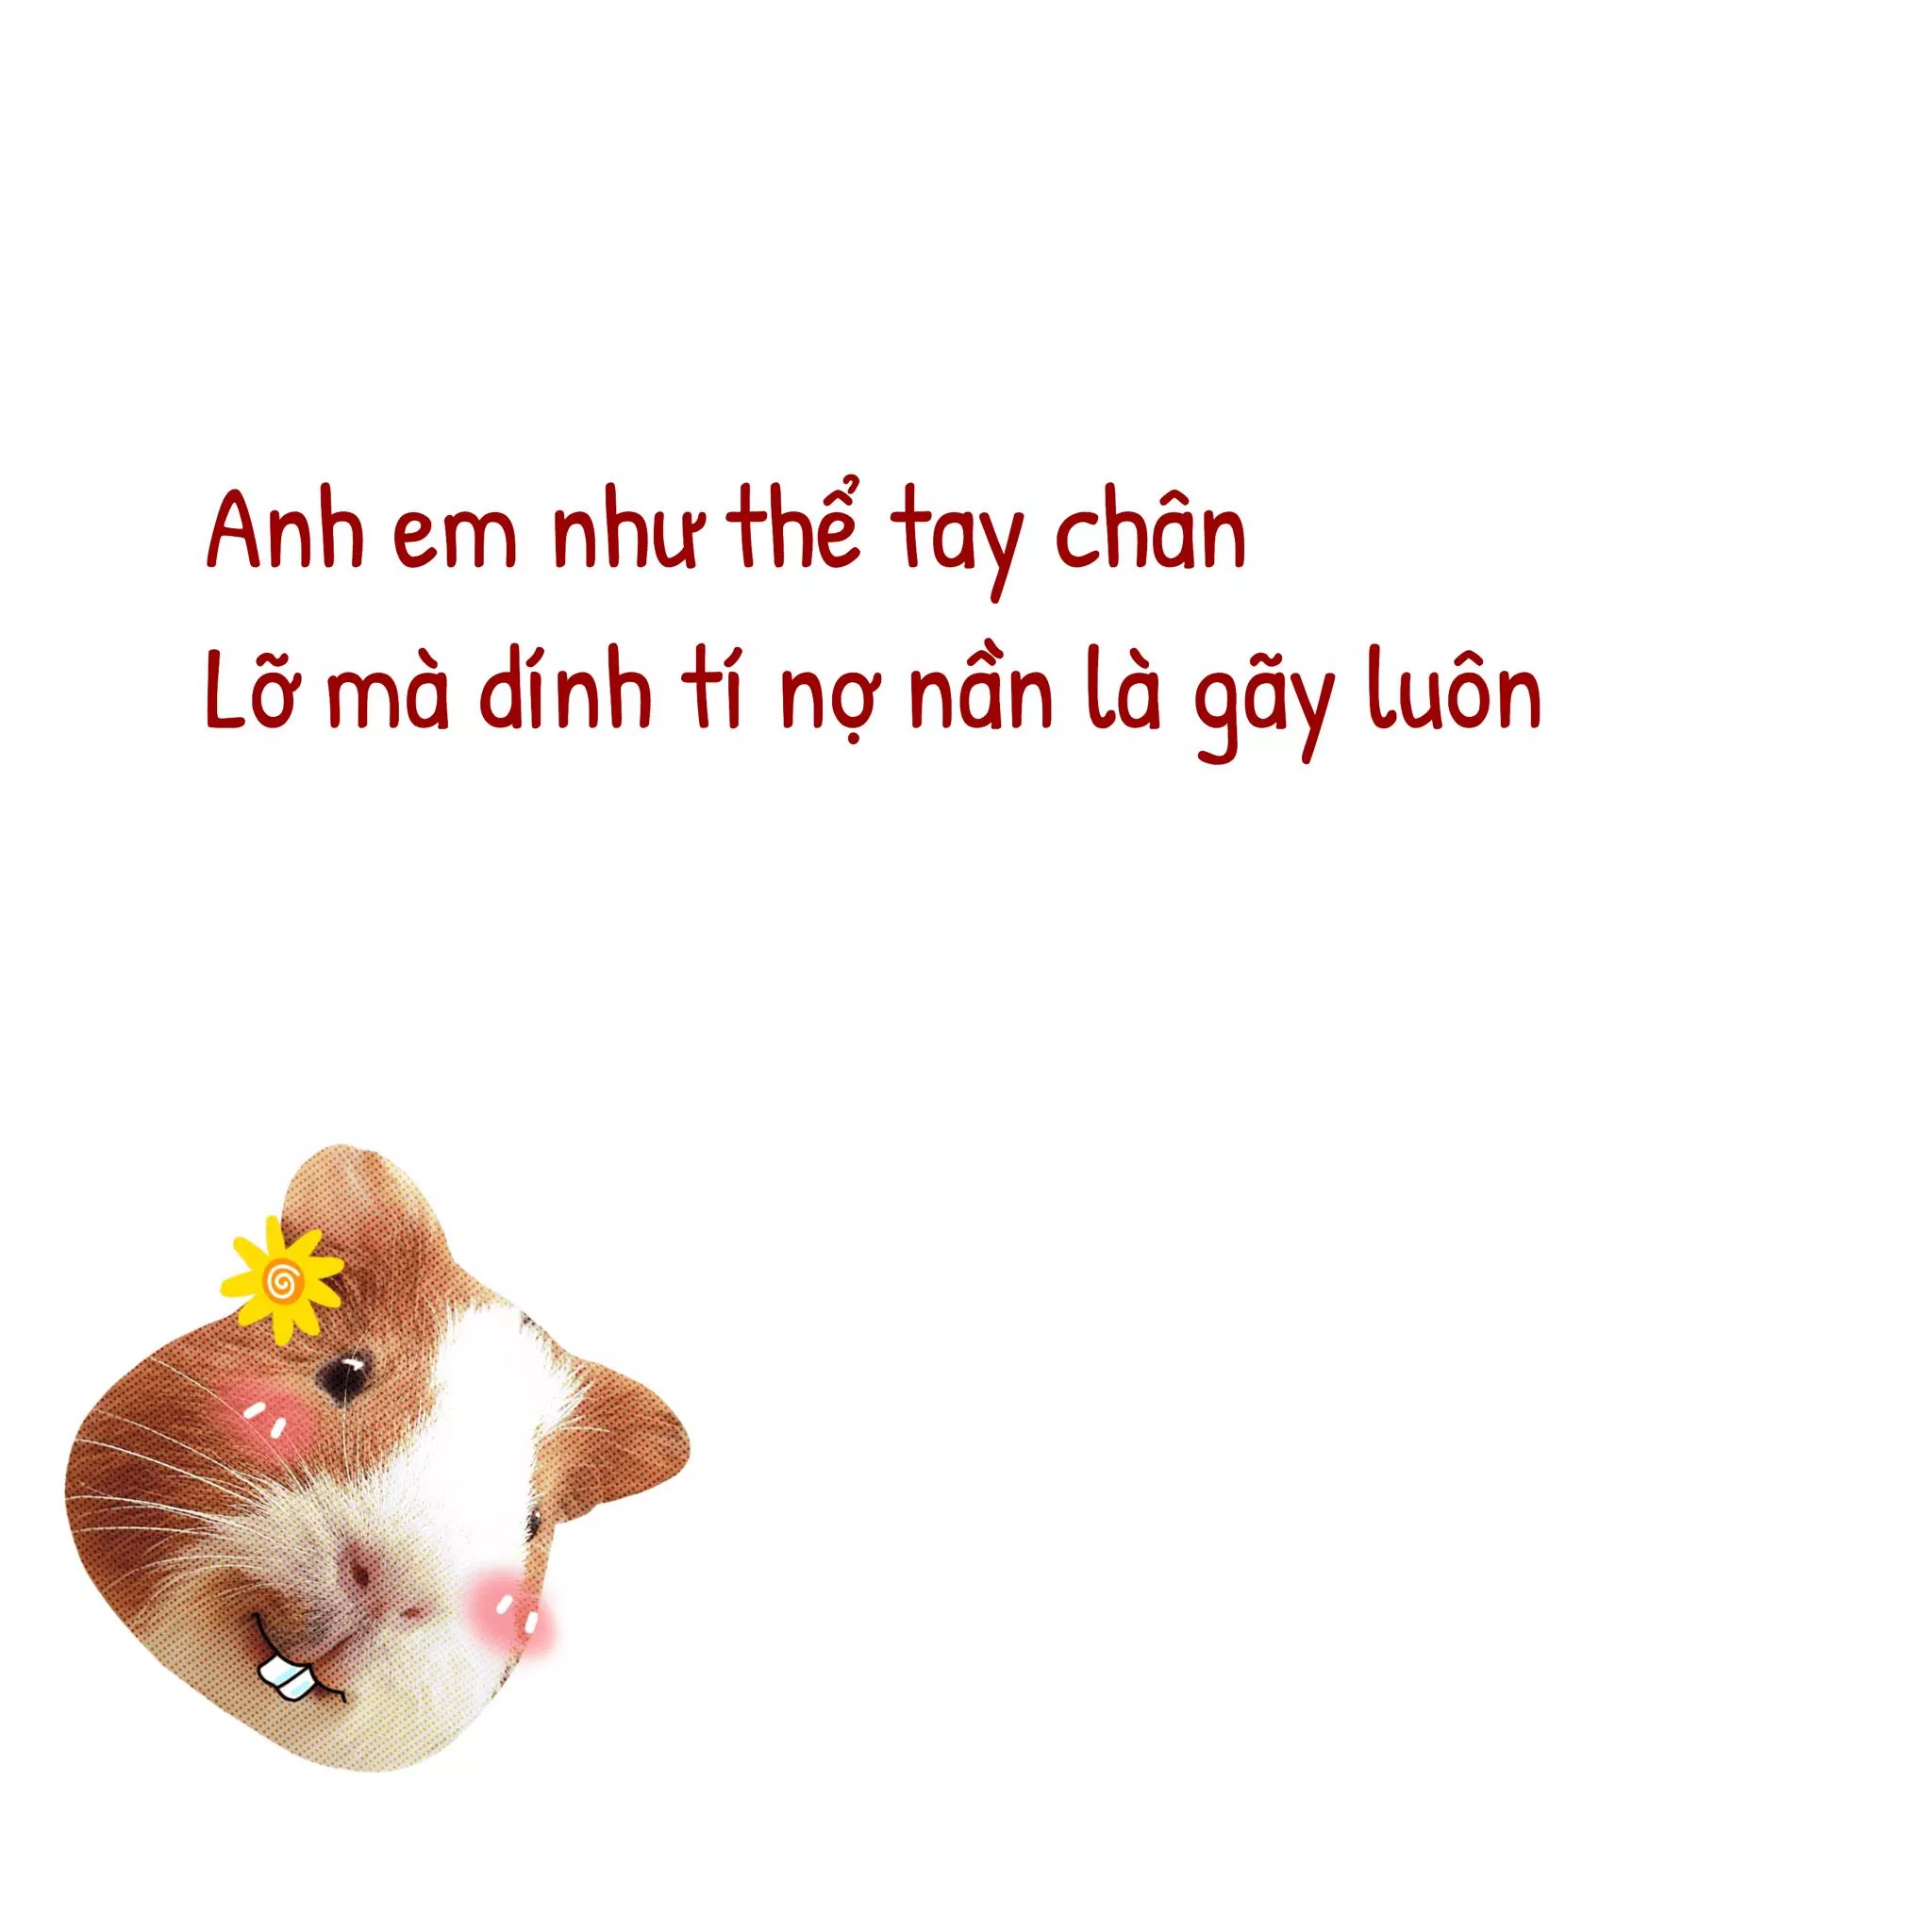 Anh em như thể tay chân
Lỡ mà dính tí nợ nần là gãy luôn